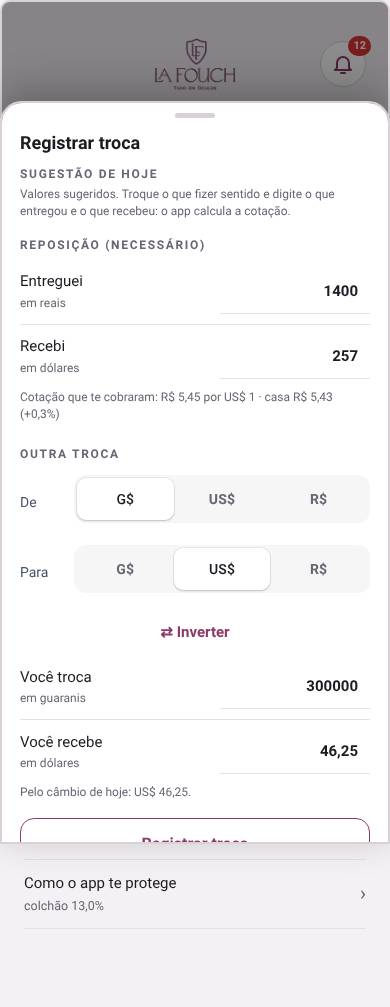 12
LA FOUCH
Registrar troca
SUGESTÃO DE HOJE
Valores sugeridos. Troque o que fizer sentido e digite o que
entregou e o que recebeu: o app calcula a cotação.
REPOSIÇÃO (NECESSÁRIO)
Entreguei
1400
em reais
Recebi
257
em dólares
Cotação que te cobraram: R$ 5,45 por US$ 1 · casa R$ 5,43
(+0,3%)
OUTRA TROCA
De G$ US$ R$
Para G$ US$ R$
⇄ Inverter
Você troca
300000
em guaranis
Você recebe
46,25
em dólares
Pelo câmbio de hoje: US$ 46,25.
Registrar troca
Como o app te protege
colchão 13,0% ›